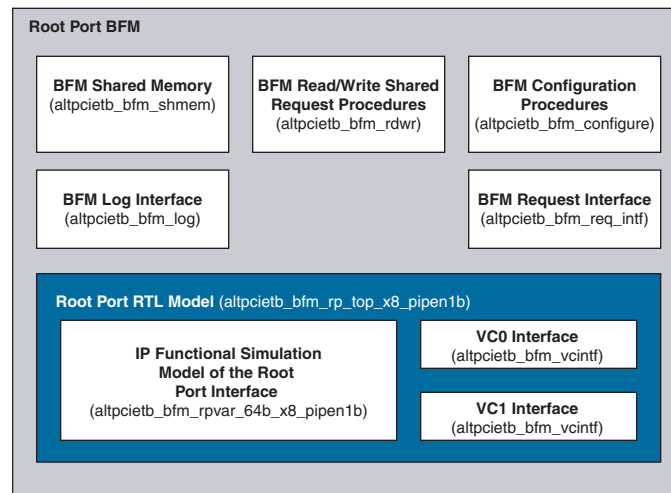 Root Port BFM
BFM Shared Memory
(altpcietb_bfm_shmem)
BFM Read/Write Shared
Request Procedures
(altpcietb_bfm_rdwr)
BFM Configuration
Procedures
(altpcietb_bfm_configure)
BFM Log Interface
(altpcietb_bfm_log)
BFM Request Interface
(altpcietb_bfm_req_intf)
Root Port RTL Model (altpcietb_bfm_rp_top_x8_pipen1b)
IP Functional Simulation
Model of the Root
Port Interface
(altpcietb_bfm_rpvar_64b_x8_pipen1b)
VC0 Interface
(altpcietb_bfm_vcintf)
VC1 Interface
(altpcietb_bfm_vcintf)